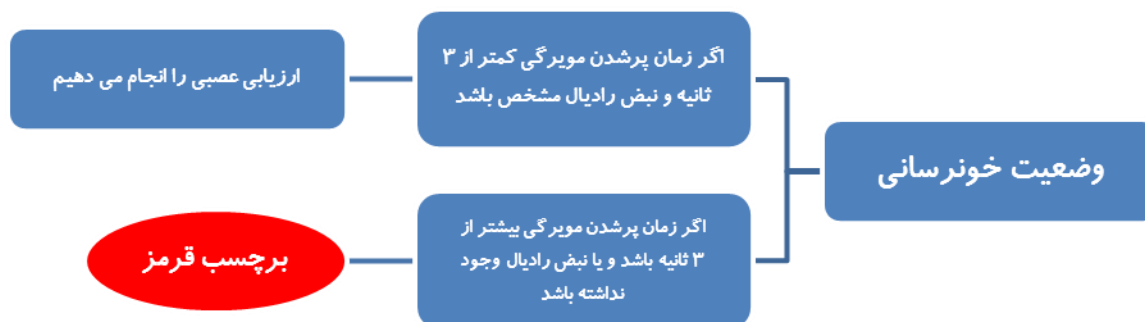 وضعیت خونرسانی
اگر زمان پرشدن مویرگی کمتر از ۳
ثانیه و نبض رادیال مشخص باشد
ارزیابی عصبی را انجام می دهیم
اگر زمان پرشدن مویرگی بیشتر از
۳ ثانیه باشد و یا نبض رادیال وجود
نداشته باشد
برچسب قرمز